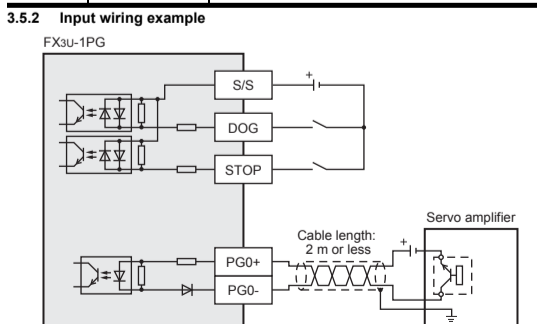 3.5.2 Input wiring example
FX3U-1PG
S/S
+
DOG
STOP
Servo amplifier
Cable length:
2 m or less
+
PG0+
PG0-